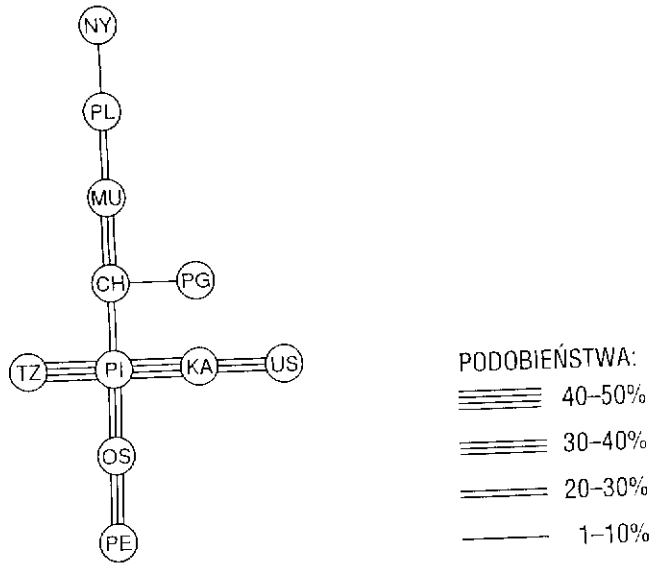 NY
PL
MU
CH PG
TZ PI KA US
OS
PE
PODOBIEŃSTWA:
40–50%
30–40%
20–30%
1–10%